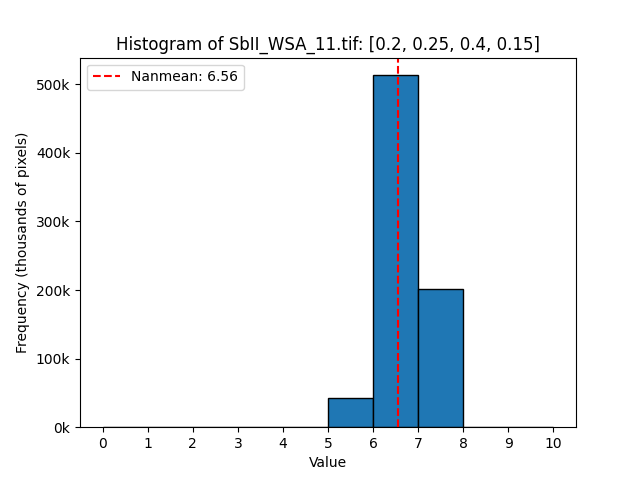 Histogram of SbII_WSA_11.tif: [0.2, 0.25, 0.4, 0.15]
Nanmean: 6.56
500k
400k
300k
200k
100k
0k
Frequency (thousands of pixels)
0 1 2 3 4 5 6 7 8 9 10
Value